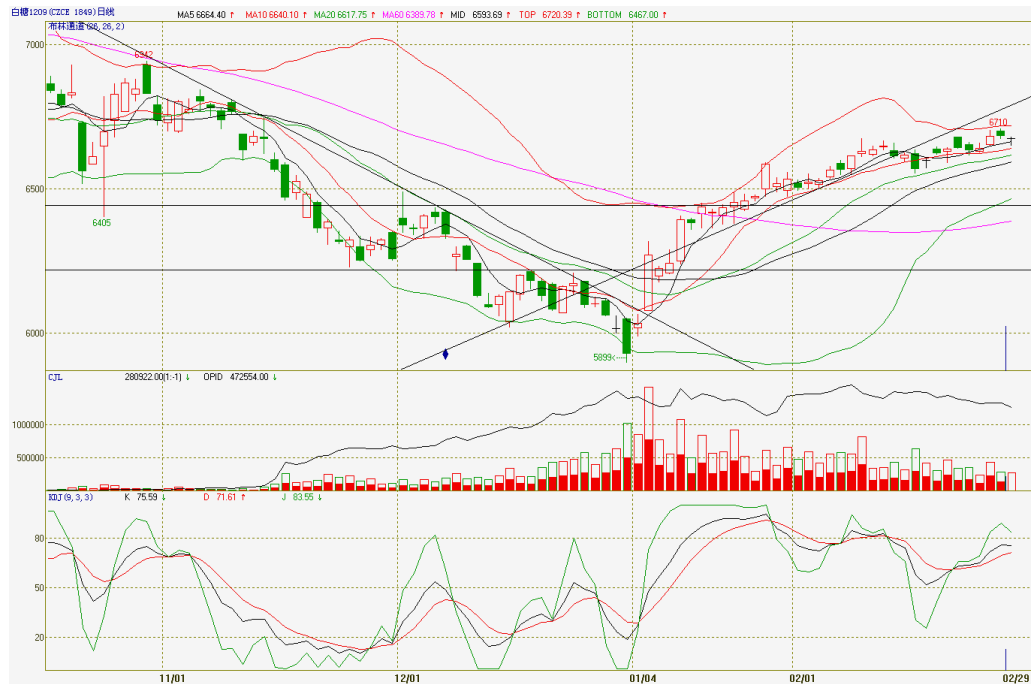 白糖1209 (CZCE 1849)日线 MA5 6664.40 ↑ MA10 6640.10 ↑ MA20 6617.75 ↑ MA60 6389.78 ↑ MID 6593.69 ↑ TOP 6720.39 ↑ BOTTOM 6467.00 ↑
布林通道(26,26,2)
7000
6942
6710
6500
6405
6000
5899
CJL 280922.00(1:-1) ↓ OPID 472554.00 ↓
1000000
500000
KDJ(9,3,3) K 75.59 ↓ D 71.61 ↑ J 83.55 ↓
80
50
20
11/01 12/01 01/04 02/01 02/29